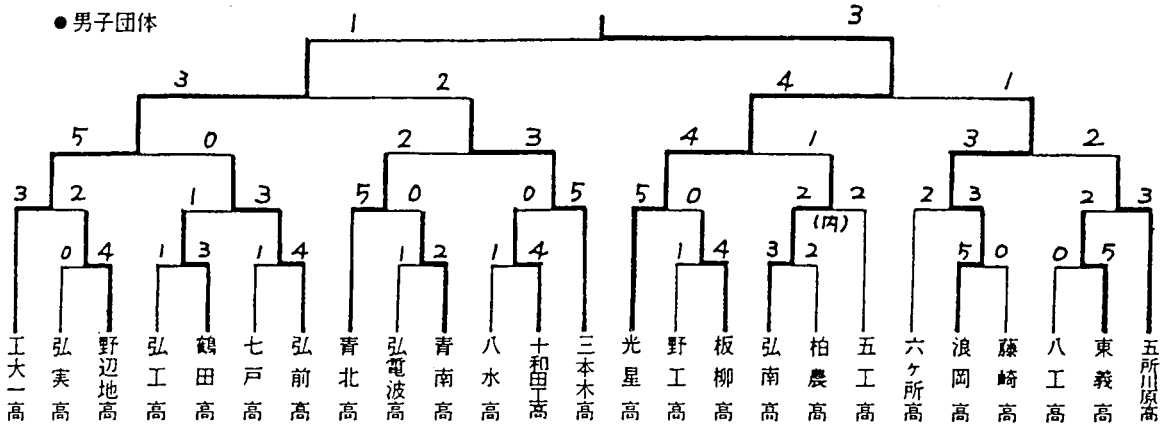 ●男子団体
1 3
3 2 4 1
5 0 2 3 4 1 3 2
3 2 1 3 5 0 0 5 5 0 2 2 2 3 2 3
(内)
0 4 1 3 1 4 1 2 1 4 1 4 3 2 5 0 0 5
工大一高
弘実高
野辺地高
弘工高
鶴田高
七戸高
弘前高
青北高
弘電波高
青南高
八水高
十和田工高
三本木高
光星高
野工高
板柳高
弘南高
柏農高
五工高
六ヶ所高
浪岡高
藤崎高
八工高
東義高
五所川原高